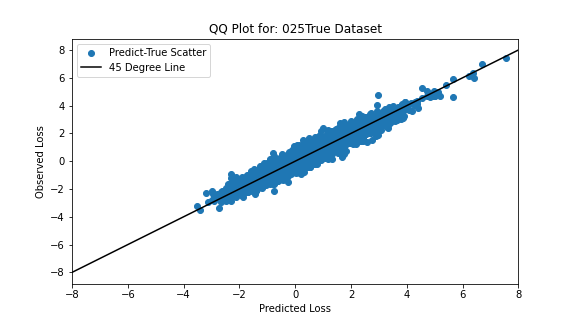 QQ Plot for: 025True Dataset
Predict-True Scatter
45 Degree Line
Observed Loss
8
6
4
2
0
−2
−4
−6
−8
−8 −6 −4 −2 0 2 4 6 8
Predicted Loss